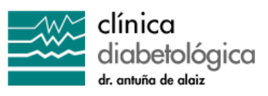 clínica
diabetológica
dr. antuña de alaiz